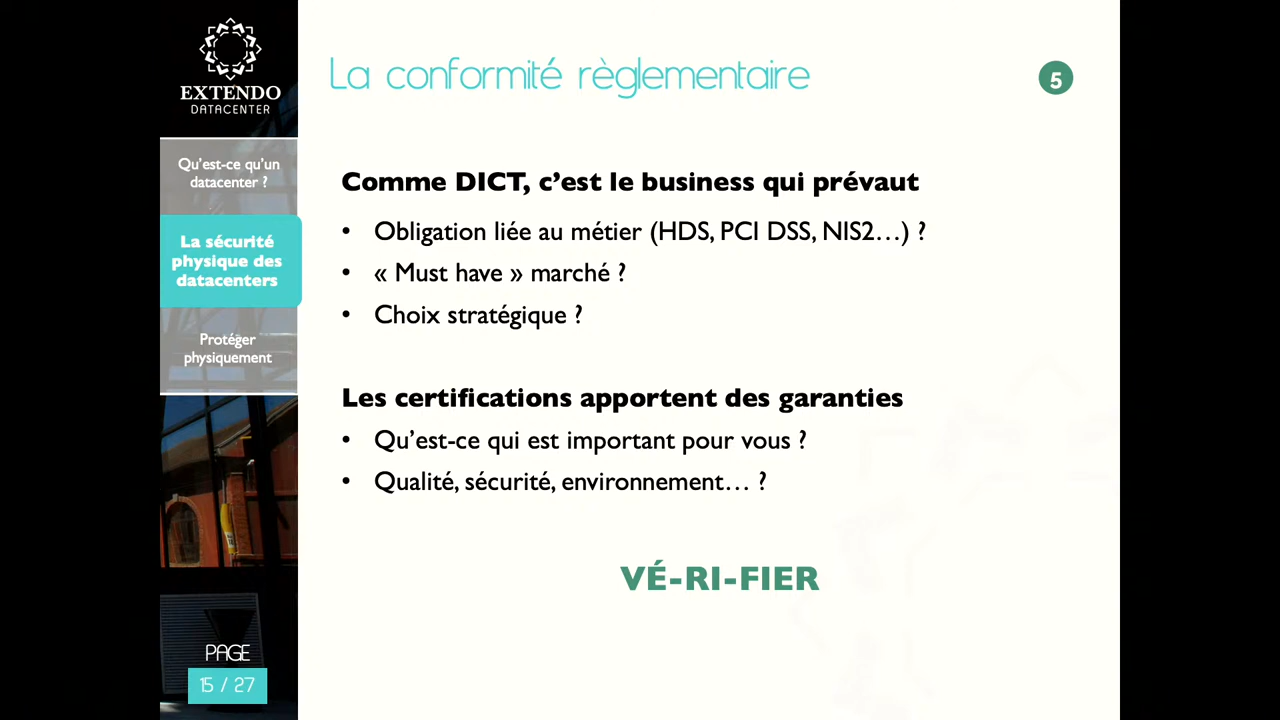 EXTENDO
DATACENTER
Qu’est-ce qu’un
datacenter ?
La sécurité
physique des
datacenters
Protéger
physiquement
PAGE
15 / 27
La conformité règlementaire
5
Comme DICT, c’est le business qui prévaut
• Obligation liée au métier (HDS, PCI DSS, NIS2…) ?
• « Must have » marché ?
• Choix stratégique ?
Les certifications apportent des garanties
• Qu’est-ce qui est important pour vous ?
• Qualité, sécurité, environnement… ?
VÉ-RI-FIER